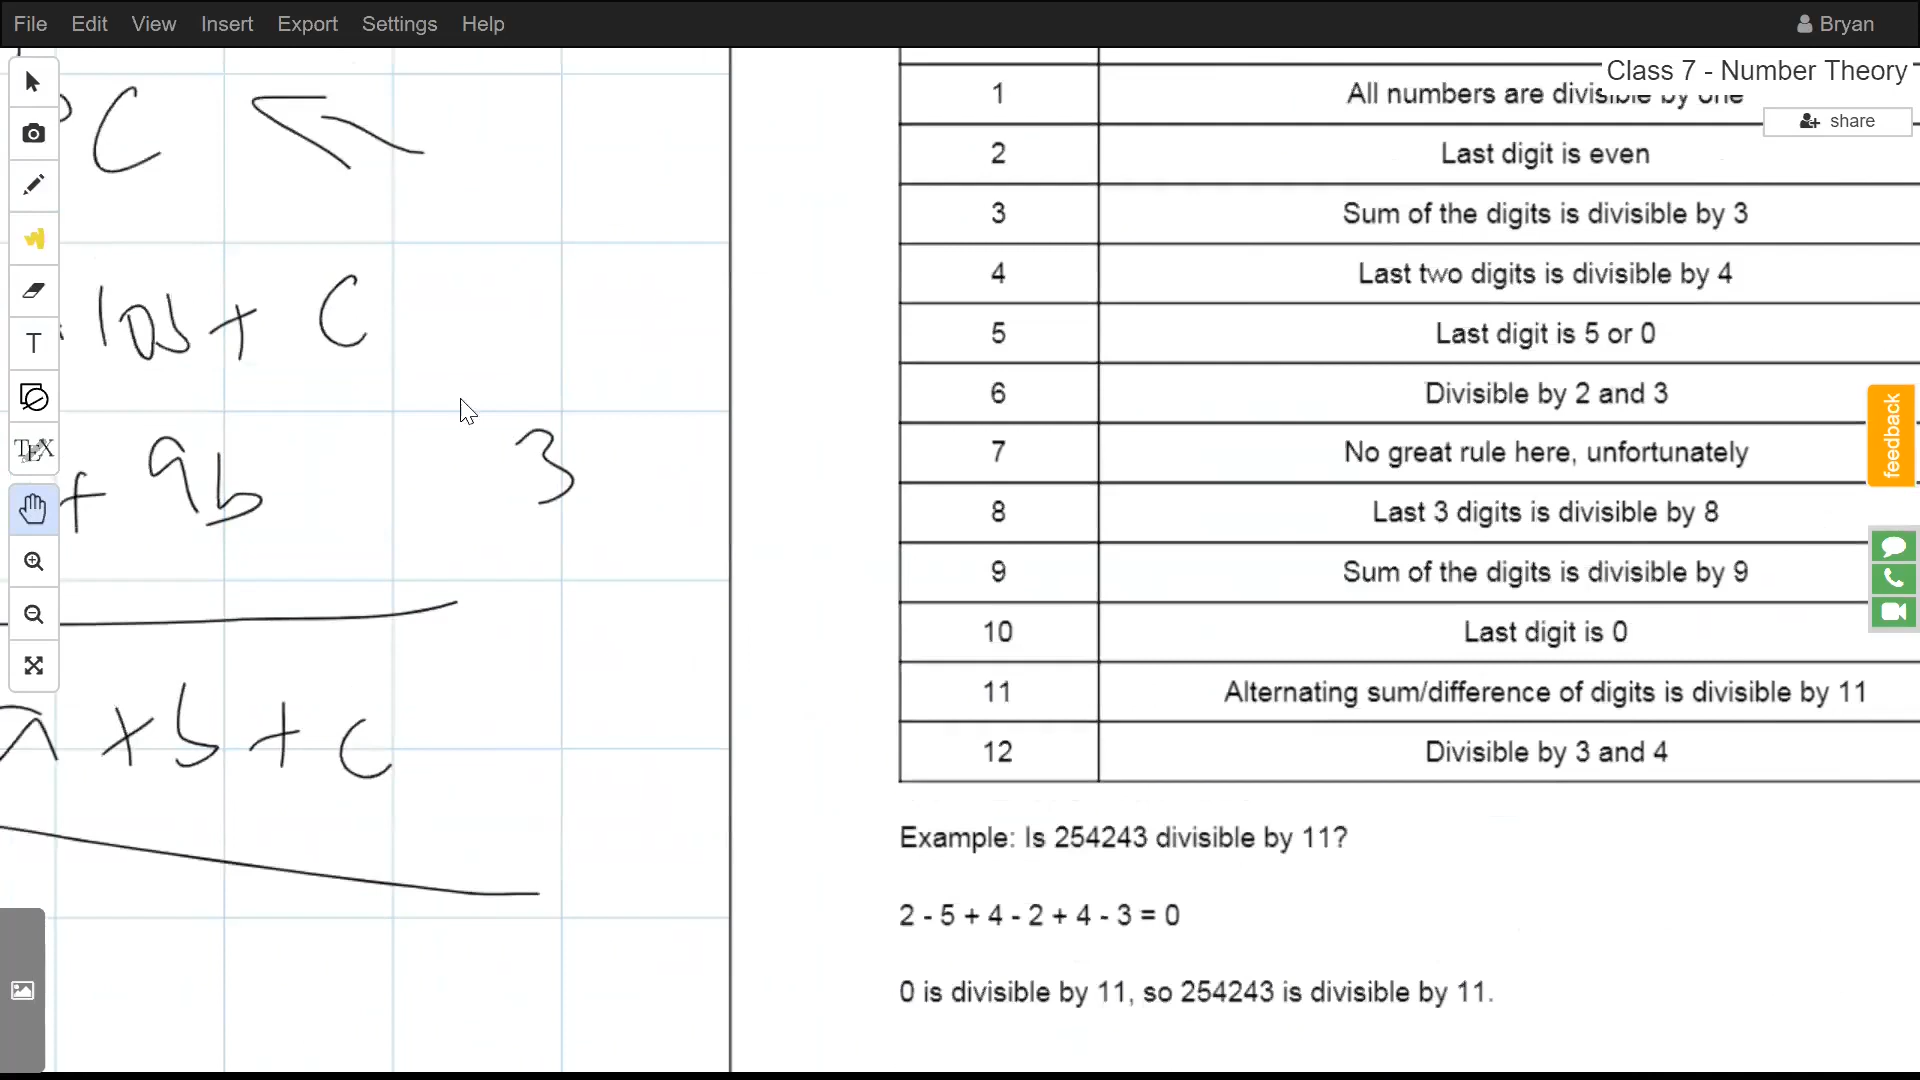 File Edit View Insert Export Settings Help Bryan
Class 7 - Number Theory
share
C
10b + C
+ 9b 3
a + b + c
T
TEX
1 All numbers are divisible by one
2 Last digit is even
3 Sum of the digits is divisible by 3
4 Last two digits is divisible by 4
5 Last digit is 5 or 0
6 Divisible by 2 and 3
7 No great rule here, unfortunately
8 Last 3 digits is divisible by 8
9 Sum of the digits is divisible by 9
10 Last digit is 0
11 Alternating sum/difference of digits is divisible by 11
12 Divisible by 3 and 4
feedback
Example: Is 254243 divisible by 11?
2 - 5 + 4 - 2 + 4 - 3 = 0
0 is divisible by 11, so 254243 is divisible by 11.